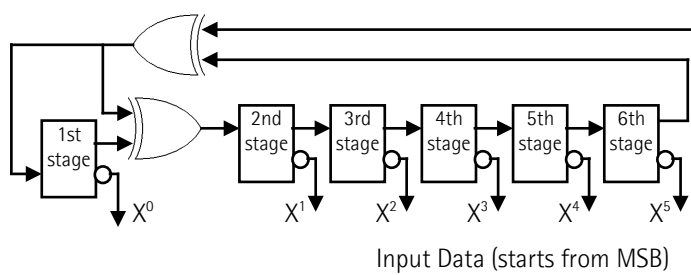 1st
stage
2nd
stage
3rd
stage
4th
stage
5th
stage
6th
stage
X⁰
X¹
X²
X³
X⁴
X⁵
Input Data (starts from MSB)